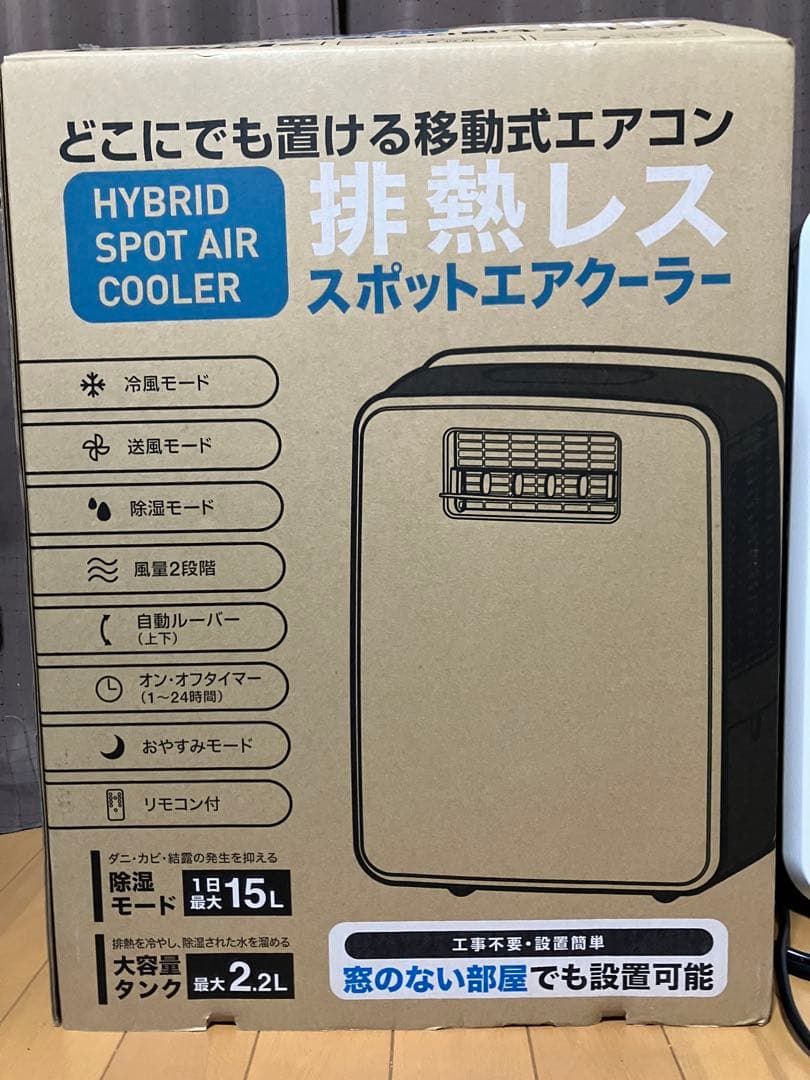 どこにでも置ける移動式エアコン
HYBRID
SPOT AIR
COOLER
排熱レス
スポットエアクーラー
冷風モード
送風モード
除湿モード
風量2段階
自動ルーバー
(上下)
オン・オフタイマー
(1～24時間)
おやすみモード
リモコン付
ダニ・カビ・結露の発生を抑える
除湿
モード
1日
最大
15L
排熱を冷やし、除湿された水を溜める
大容量
タンク
最大2.2L
工事不要・設置簡単
窓のない部屋でも設置可能